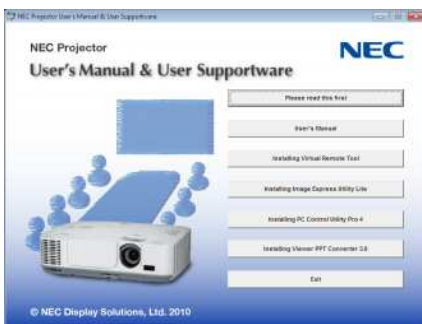 NEC Projector User's Manual & User Supportware
NEC Projector
NEC
User's Manual & User Supportware
Please read this first
User's Manual
Installing Virtual Remote Tool
Installing Image Express Utility Lite
Installing PC Control Utility Pro 4
Installing Viewer PPT Converter 3.0
Exit
© NEC Display Solutions, Ltd. 2010